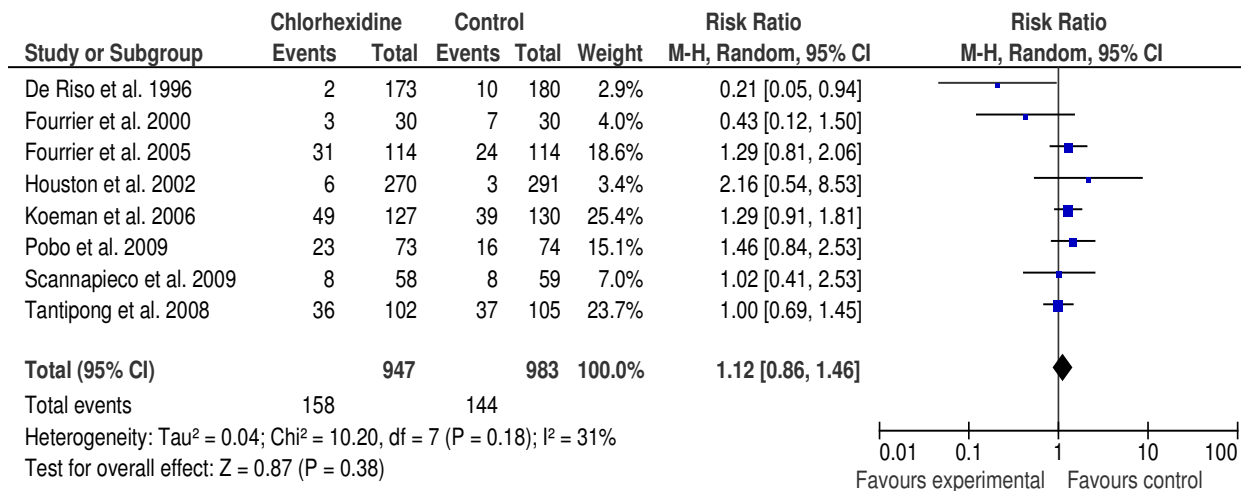 Chlorhexidine Control Risk Ratio Risk Ratio
Study or Subgroup Events Total Events Total Weight M-H, Random, 95% CI M-H, Random, 95% CI
De Riso et al. 1996 2 173 10 180 2.9% 0.21 [0.05, 0.94]
Fourrier et al. 2000 3 30 7 30 4.0% 0.43 [0.12, 1.50]
Fourrier et al. 2005 31 114 24 114 18.6% 1.29 [0.81, 2.06]
Houston et al. 2002 6 270 3 291 3.4% 2.16 [0.54, 8.53]
Koeman et al. 2006 49 127 39 130 25.4% 1.29 [0.91, 1.81]
Pobo et al. 2009 23 73 16 74 15.1% 1.46 [0.84, 2.53]
Scannapieco et al. 2009 8 58 8 59 7.0% 1.02 [0.41, 2.53]
Tantipong et al. 2008 36 102 37 105 23.7% 1.00 [0.69, 1.45]
Total (95% CI) 947 983 100.0% 1.12 [0.86, 1.46]
Total events 158 144
Heterogeneity: Tau² = 0.04; Chi² = 10.20, df = 7 (P = 0.18); I² = 31%
Test for overall effect: Z = 0.87 (P = 0.38)
0.01 0.1 1 10 100
Favours experimental Favours control